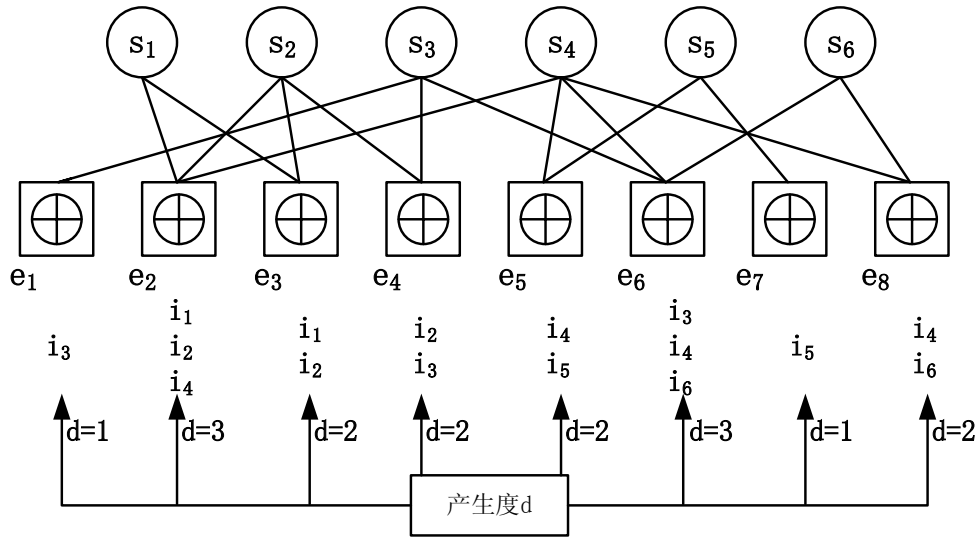 s₁ s₂ s₃ s₄ s₅ s₆
e₁ e₂ e₃ e₄ e₅ e₆ e₇ e₈
i₃
i₁
i₂
i₄
i₁
i₂
i₂
i₃
i₄
i₅
i₃
i₄
i₆
i₅
i₄
i₆
d=1 d=3 d=2 d=2 d=2 d=3 d=1 d=2
产生度d